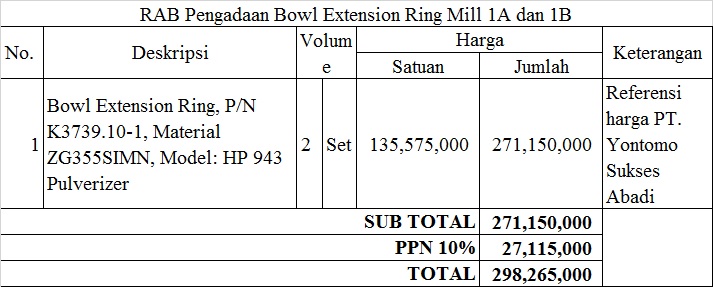 RAB Pengadaan Bowl Extension Ring Mill 1A dan 1B
No. Deskripsi Volum
e Harga Keterangan
Satuan Jumlah
1 Bowl Extension Ring, P/N
K3739.10-1, Material
ZG355SIMN, Model: HP 943
Pulverizer
2 Set 135,575,000 271,150,000
Referensi
harga PT.
Yontomo
Sukses
Abadi
SUB TOTAL 271,150,000
PPN 10% 27,115,000
TOTAL 298,265,000